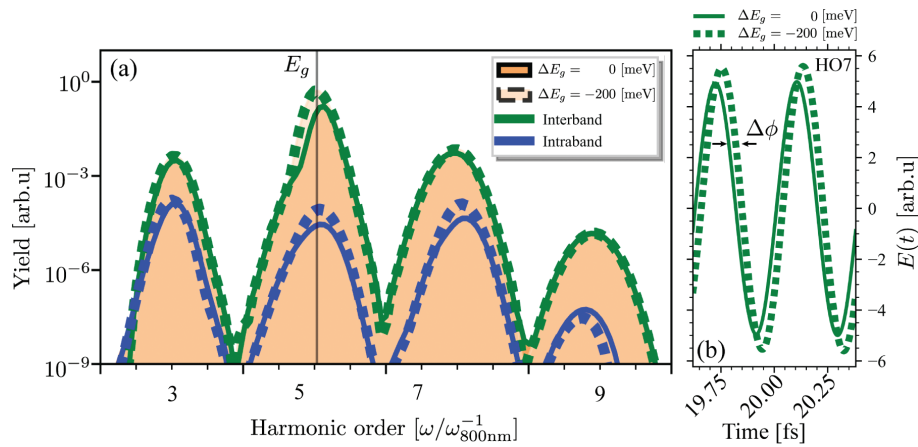 (a)
E_g
ΔE_g = 0 [meV]
ΔE_g = −200 [meV]
Interband
Intraband
Yield [arb.u]
10^0
10^−3
10^−6
10^−9
3 5 7 9
Harmonic order [ω/ω_800nm^−1]
ΔE_g = 0 [meV]
ΔE_g = −200 [meV]
HO7
Δϕ
(b)
6
4
2
0
−2
−4
−6
E(t) [arb.u]
19.75 20.00 20.25
Time [fs]